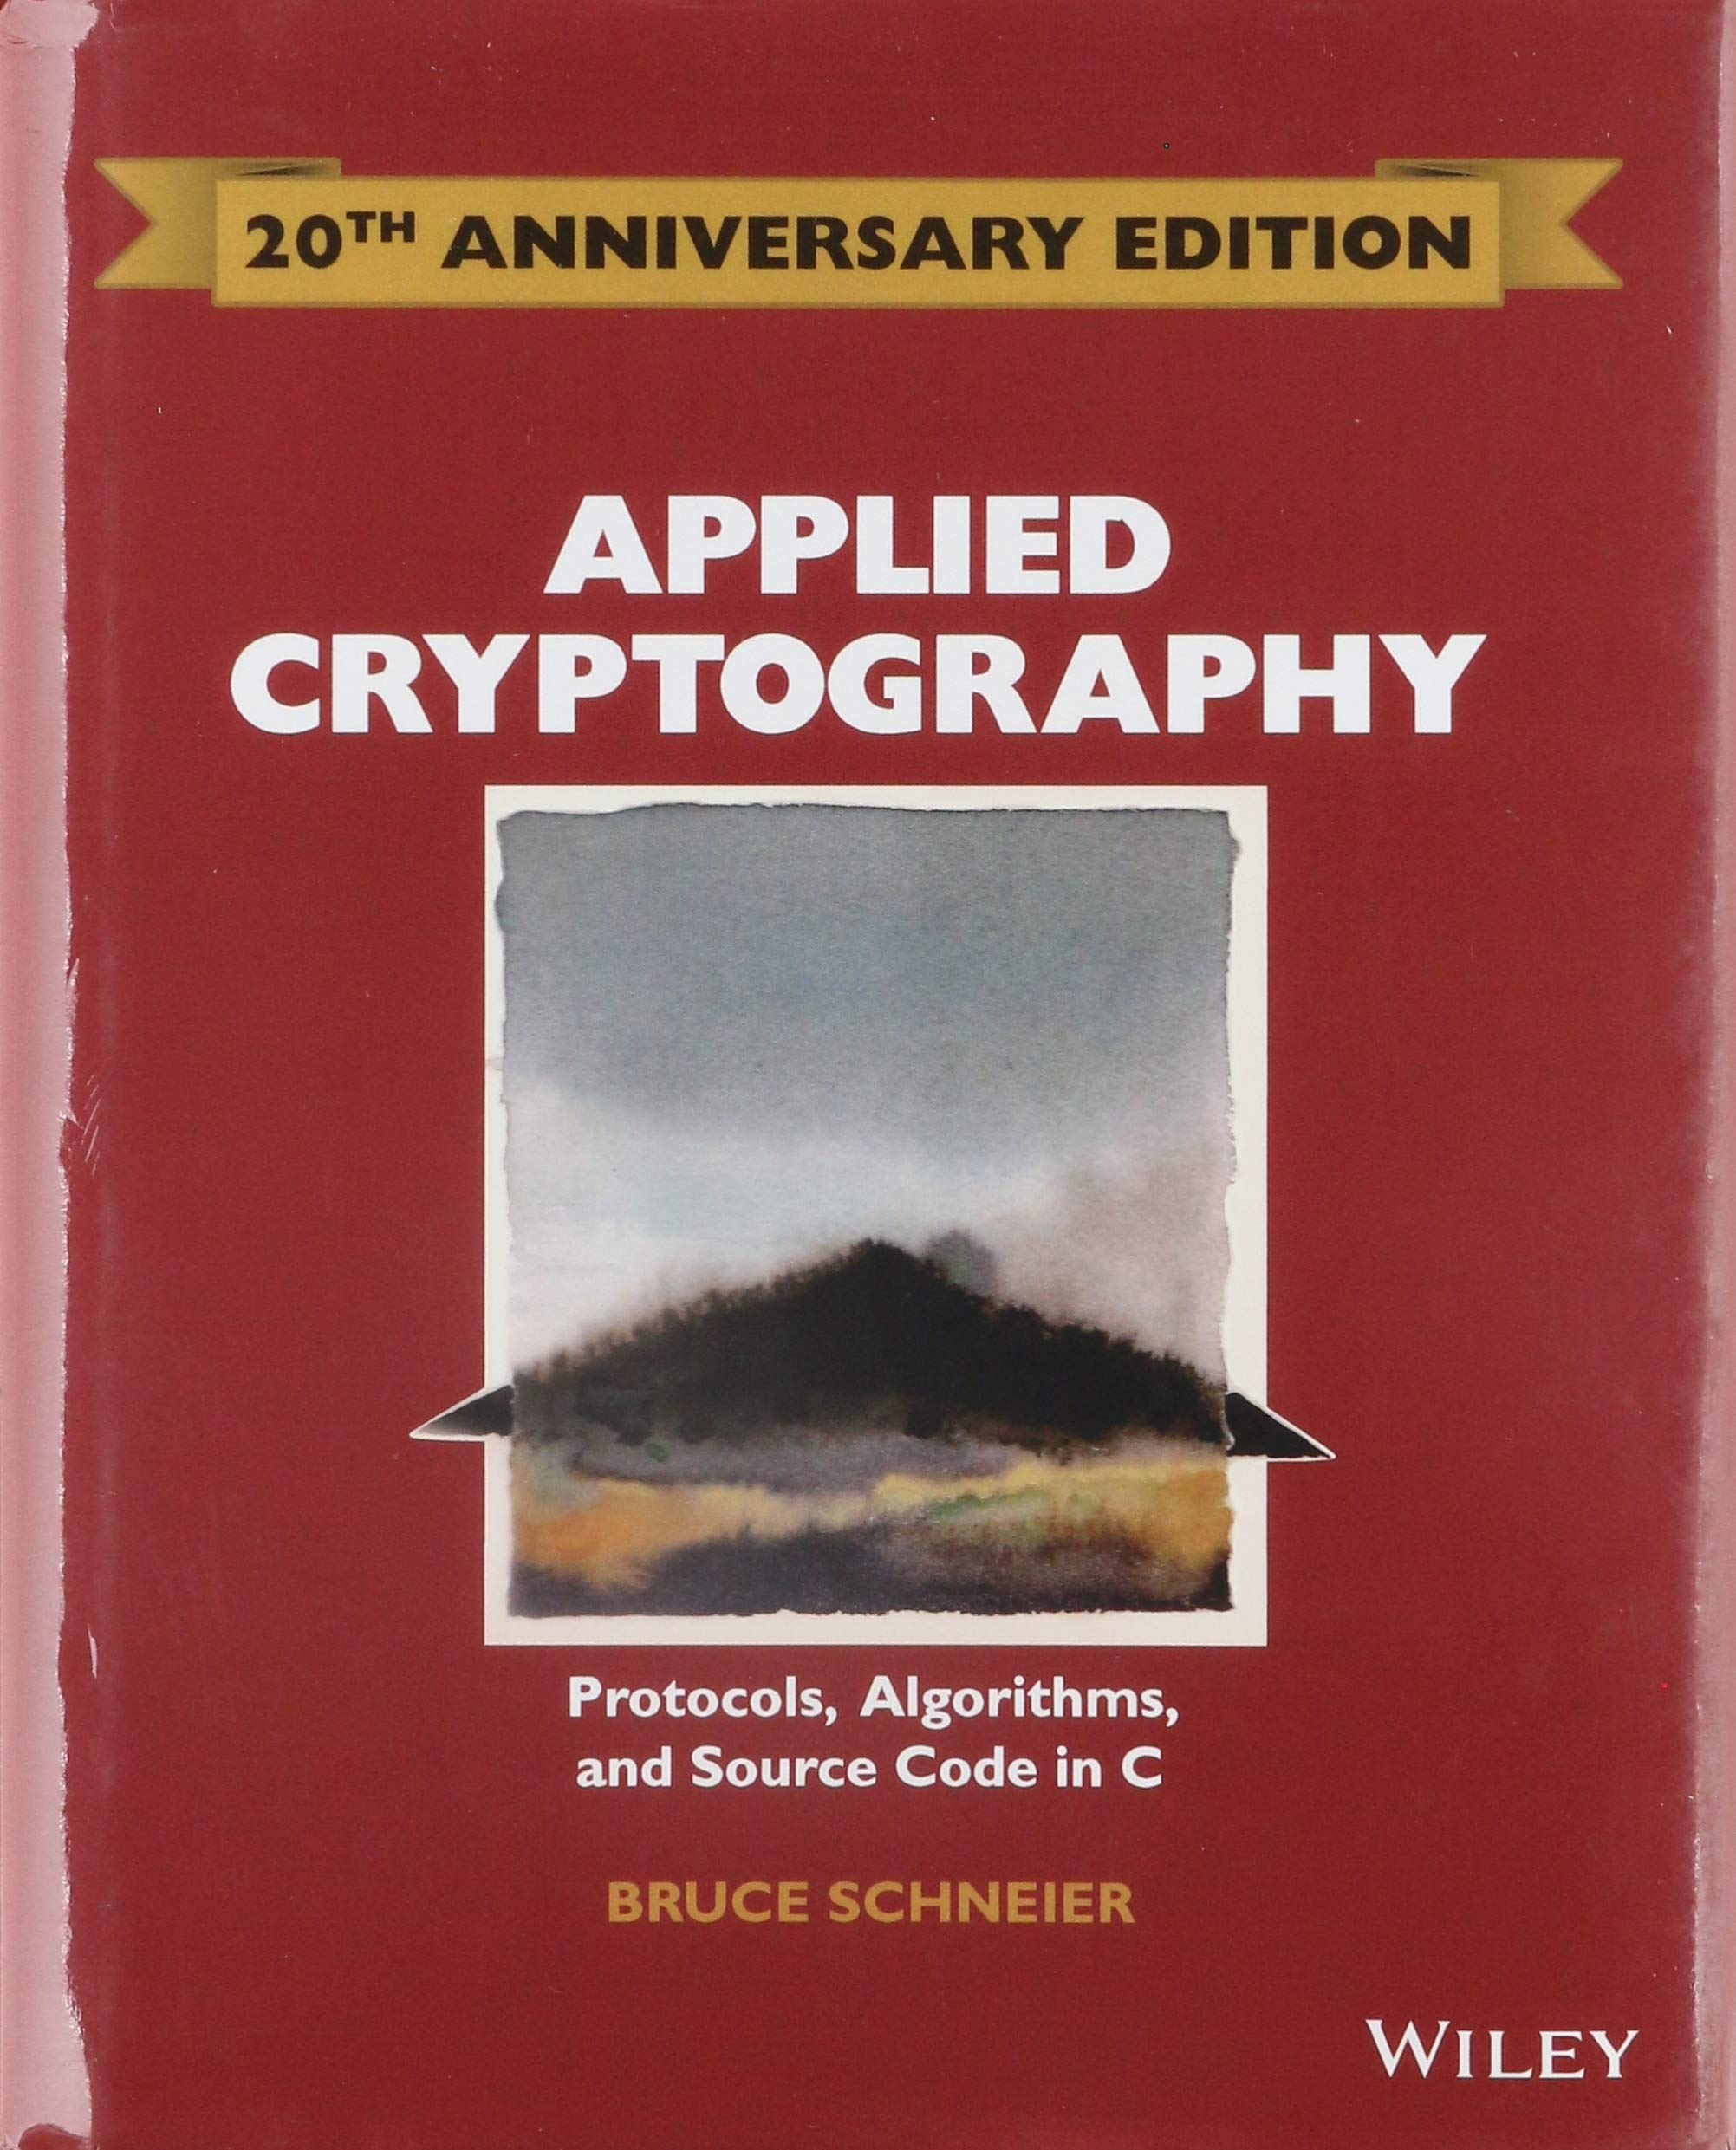 20TH ANNIVERSARY EDITION
APPLIED
CRYPTOGRAPHY
Protocols, Algorithms,
and Source Code in C
BRUCE SCHNEIER
WILEY